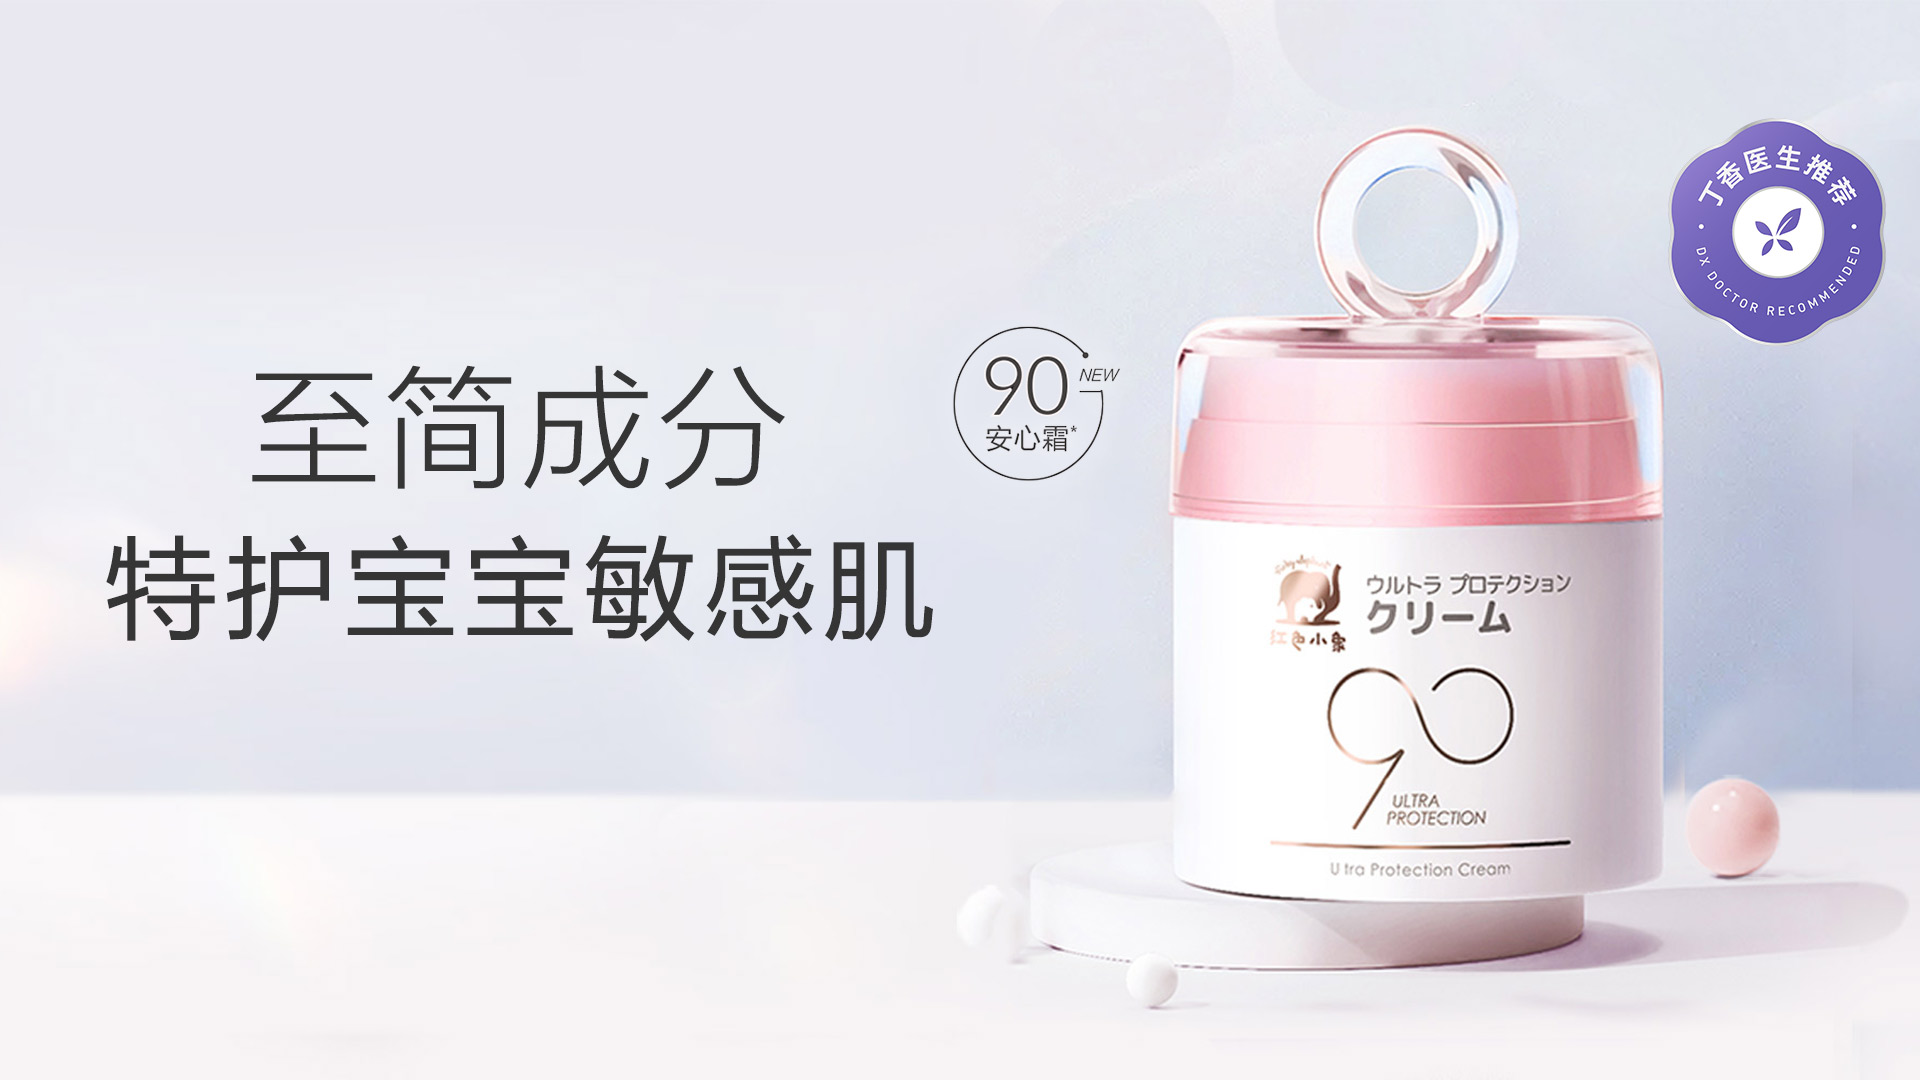 至简成分
特护宝宝敏感肌
90
NEW
安心霜*
丁香医生推荐
DX DOCTOR RECOMMENDED
红色小象
ウルトラ プロテクション
クリーム
90
ULTRA
PROTECTION
U tra Protection Cream